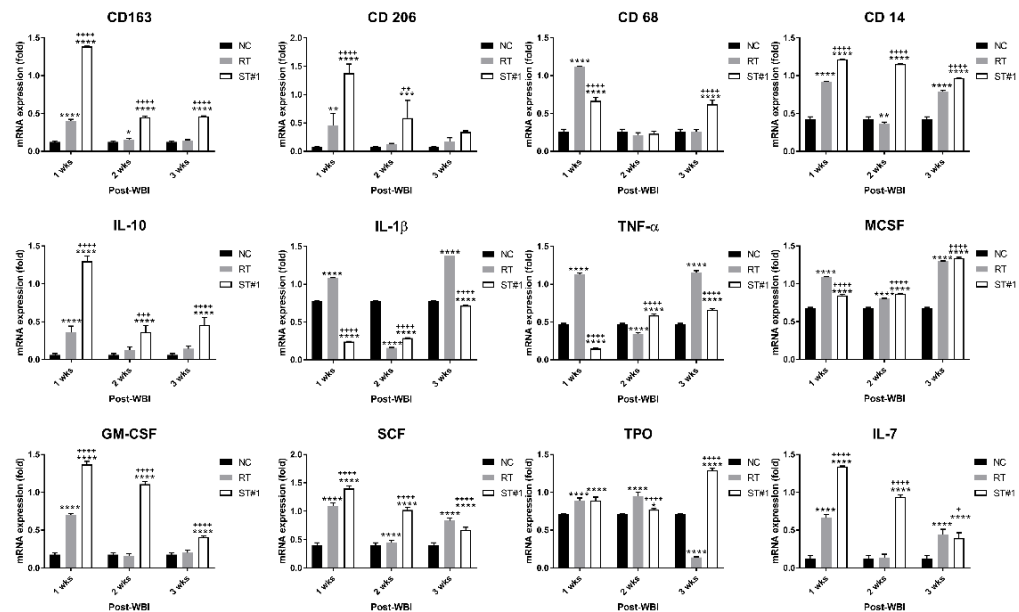 CD163
mRNA expression (fold)
1.5
1.0
0.5
0.0
++++
****
****
*
++++
****
++++
****
1 wks
2 wks
3 wks
Post-WBI
NC
RT
ST#1
CD 206
mRNA expression (fold)
2.0
1.5
1.0
0.5
0.0
**
++++
****
++
***
1 wks
2 wks
3 wks
Post-WBI
NC
RT
ST#1
CD 68
mRNA expression (fold)
1.5
1.0
0.5
0.0
****
++++
****
++++
****
1 wks
2 wks
3 wks
Post-WBI
NC
RT
ST#1
CD 14
mRNA expression (fold)
1.5
1.0
0.5
0.0
****
++++
****
**
++++
****
****
++++
****
1 wks
2 wks
3 wks
Post-WBI
NC
RT
ST#1
IL-10
mRNA expression (fold)
1.5
1.0
0.5
0.0
****
++++
****
+++
****
++++
****
1 wks
2 wks
3 wks
Post-WBI
NC
RT
ST#1
IL-1β
mRNA expression (fold)
1.5
1.0
0.5
0.0
****
++++
****
****
++++
****
****
++++
****
1 wks
2 wks
3 wks
Post-WBI
NC
RT
ST#1
TNF-α
mRNA expression (fold)
1.5
1.0
0.5
0.0
****
++++
****
****
++++
****
****
++++
****
1 wks
2 wks
3 wks
Post-WBI
NC
RT
ST#1
MCSF
mRNA expression (fold)
1.5
1.0
0.5
0.0
****
++++
****
****
++++
****
****
++++
****
1 wks
2 wks
3 wks
Post-WBI
NC
RT
ST#1
GM-CSF
mRNA expression (fold)
1.5
1.0
0.5
0.0
****
++++
****
++++
****
++++
****
1 wks
2 wks
3 wks
Post-WBI
NC
RT
ST#1
SCF
mRNA expression (fold)
2.0
1.5
1.0
0.5
0.0
****
++++
****
****
++++
****
****
++++
****
1 wks
2 wks
3 wks
Post-WBI
NC
RT
ST#1
TPO
mRNA expression (fold)
1.5
1.0
0.5
0.0
****
****
****
++++
*
****
++++
****
1 wks
2 wks
3 wks
Post-WBI
NC
RT
ST#1
IL-7
mRNA expression (fold)
1.5
1.0
0.5
0.0
****
++++
****
++++
****
****
+
****
1 wks
2 wks
3 wks
Post-WBI
NC
RT
ST#1